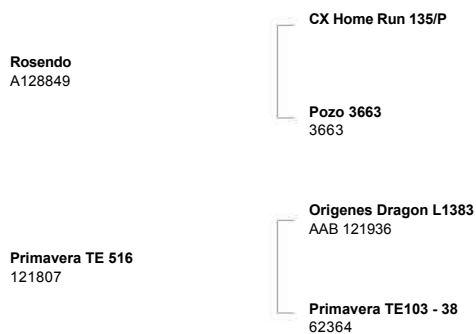 CX Home Run 135/P
Rosendo
A128849
Pozo 3663
3663
Origenes Dragon L1383
AAB 121936
Primavera TE 516
121807
Primavera TE103 - 38
62364